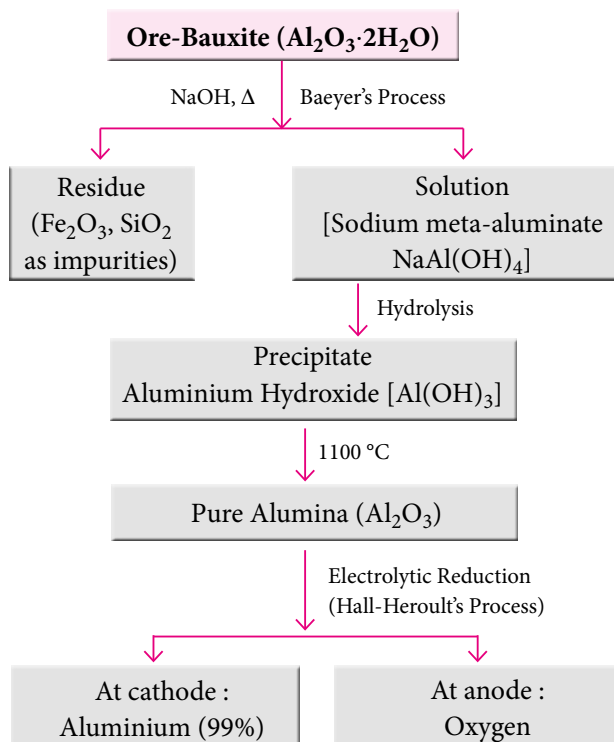 Ore-Bauxite (Al₂O₃·2H₂O)
NaOH, Δ Baeyer’s Process
Residue
(Fe₂O₃, SiO₂
as impurities)
Solution
[Sodium meta-aluminate
NaAl(OH)₄]
Hydrolysis
Precipitate
Aluminium Hydroxide [Al(OH)₃]
1100 °C
Pure Alumina (Al₂O₃)
Electrolytic Reduction
(Hall-Heroult’s Process)
At cathode :
Aluminium (99%)
At anode :
Oxygen